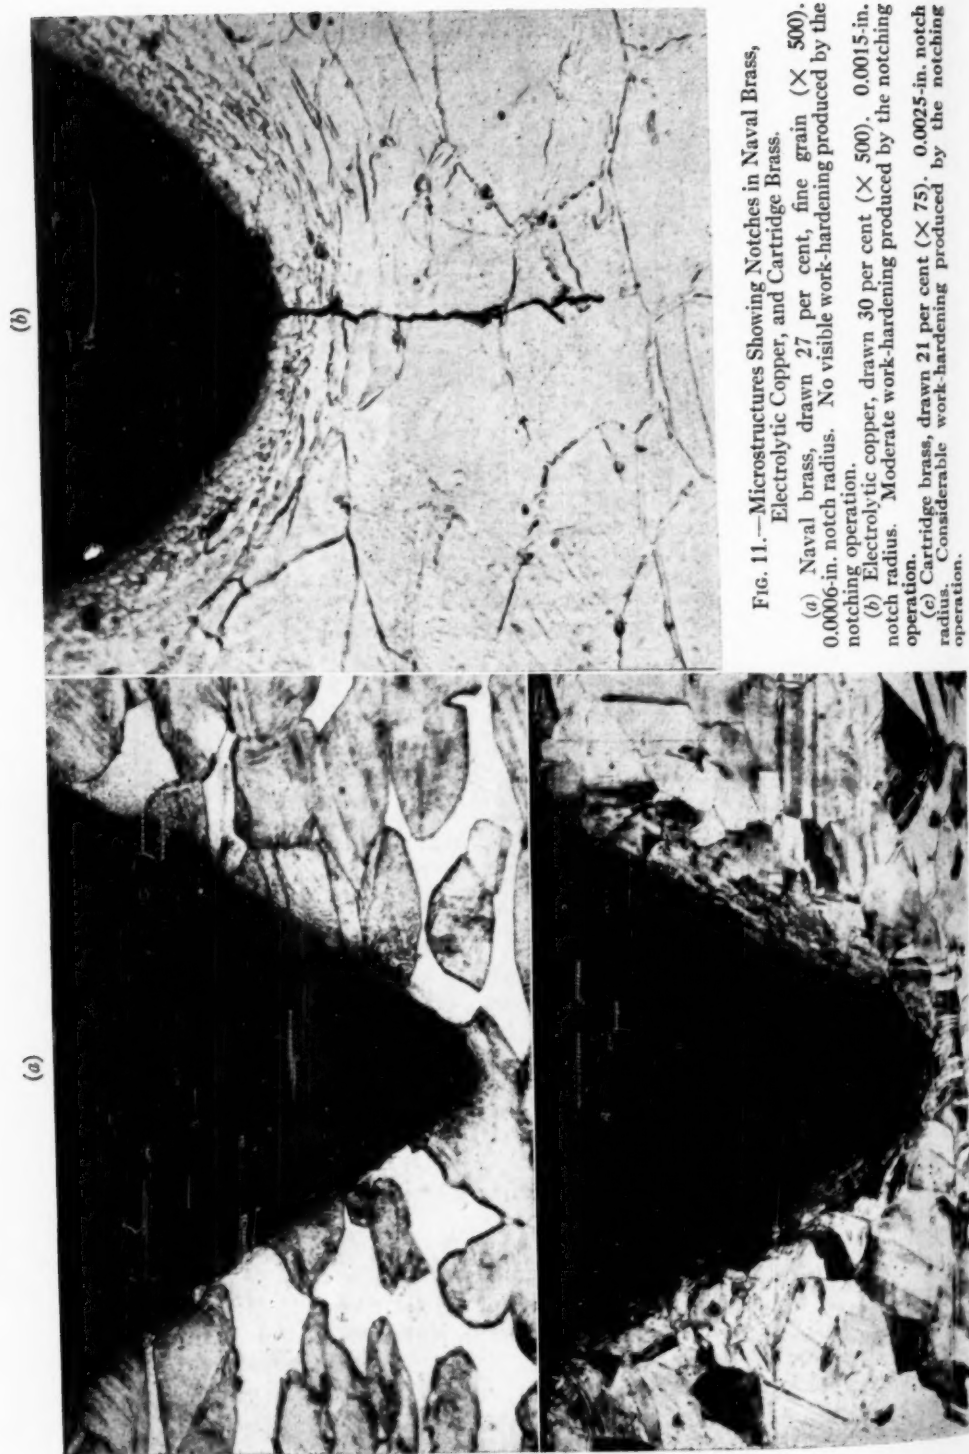 (a)
(b)
FIG. 11.—Microstructures Showing Notches in Naval Brass,
Electrolytic Copper, and Cartridge Brass.
(a) Naval brass, drawn 27 per cent, fine grain (× 500).
0.0006-in. notch radius. No visible work-hardening produced by the
notching operation.
(b) Electrolytic copper, drawn 30 per cent (× 500). 0.0015-in.
notch radius. Moderate work-hardening produced by the notching
operation.
(c) Cartridge brass, drawn 21 per cent (× 75). 0.0025-in. notch
radius. Considerable work-hardening produced by the notching
operation.